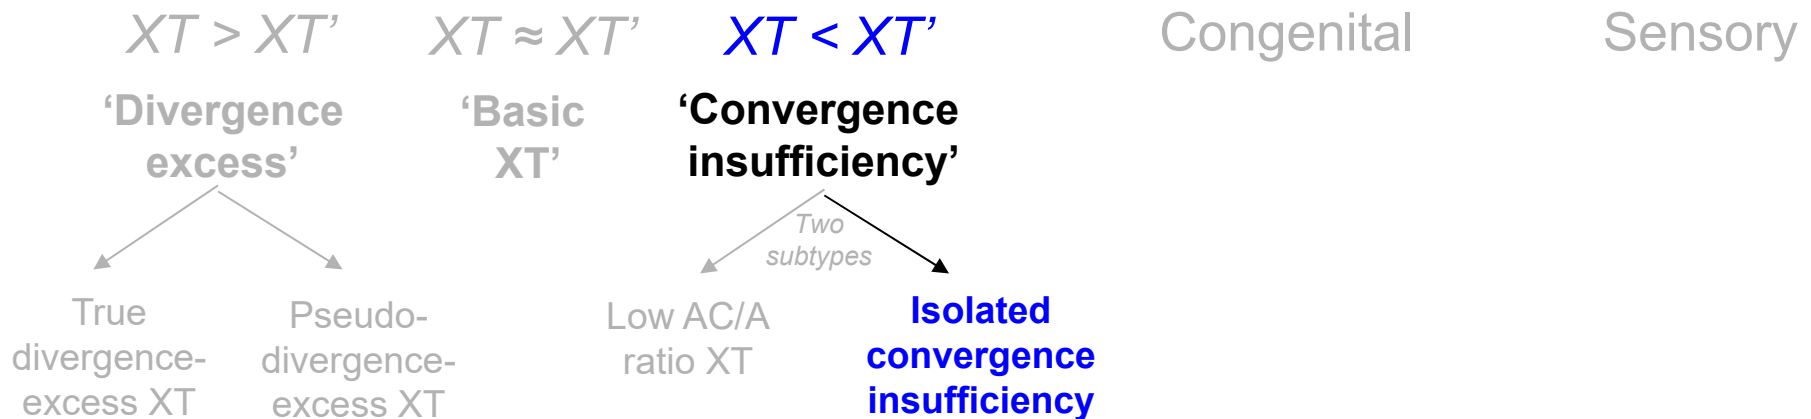 XT > XT’ XT ≈ XT’ XT < XT’ Congenital Sensory
‘Divergence
excess’
‘Basic
XT’
‘Convergence
insufficiency’
Two
subtypes
True
divergence-
excess XT
Pseudo-
divergence-
excess XT
Low AC/A
ratio XT
Isolated
convergence
insufficiency